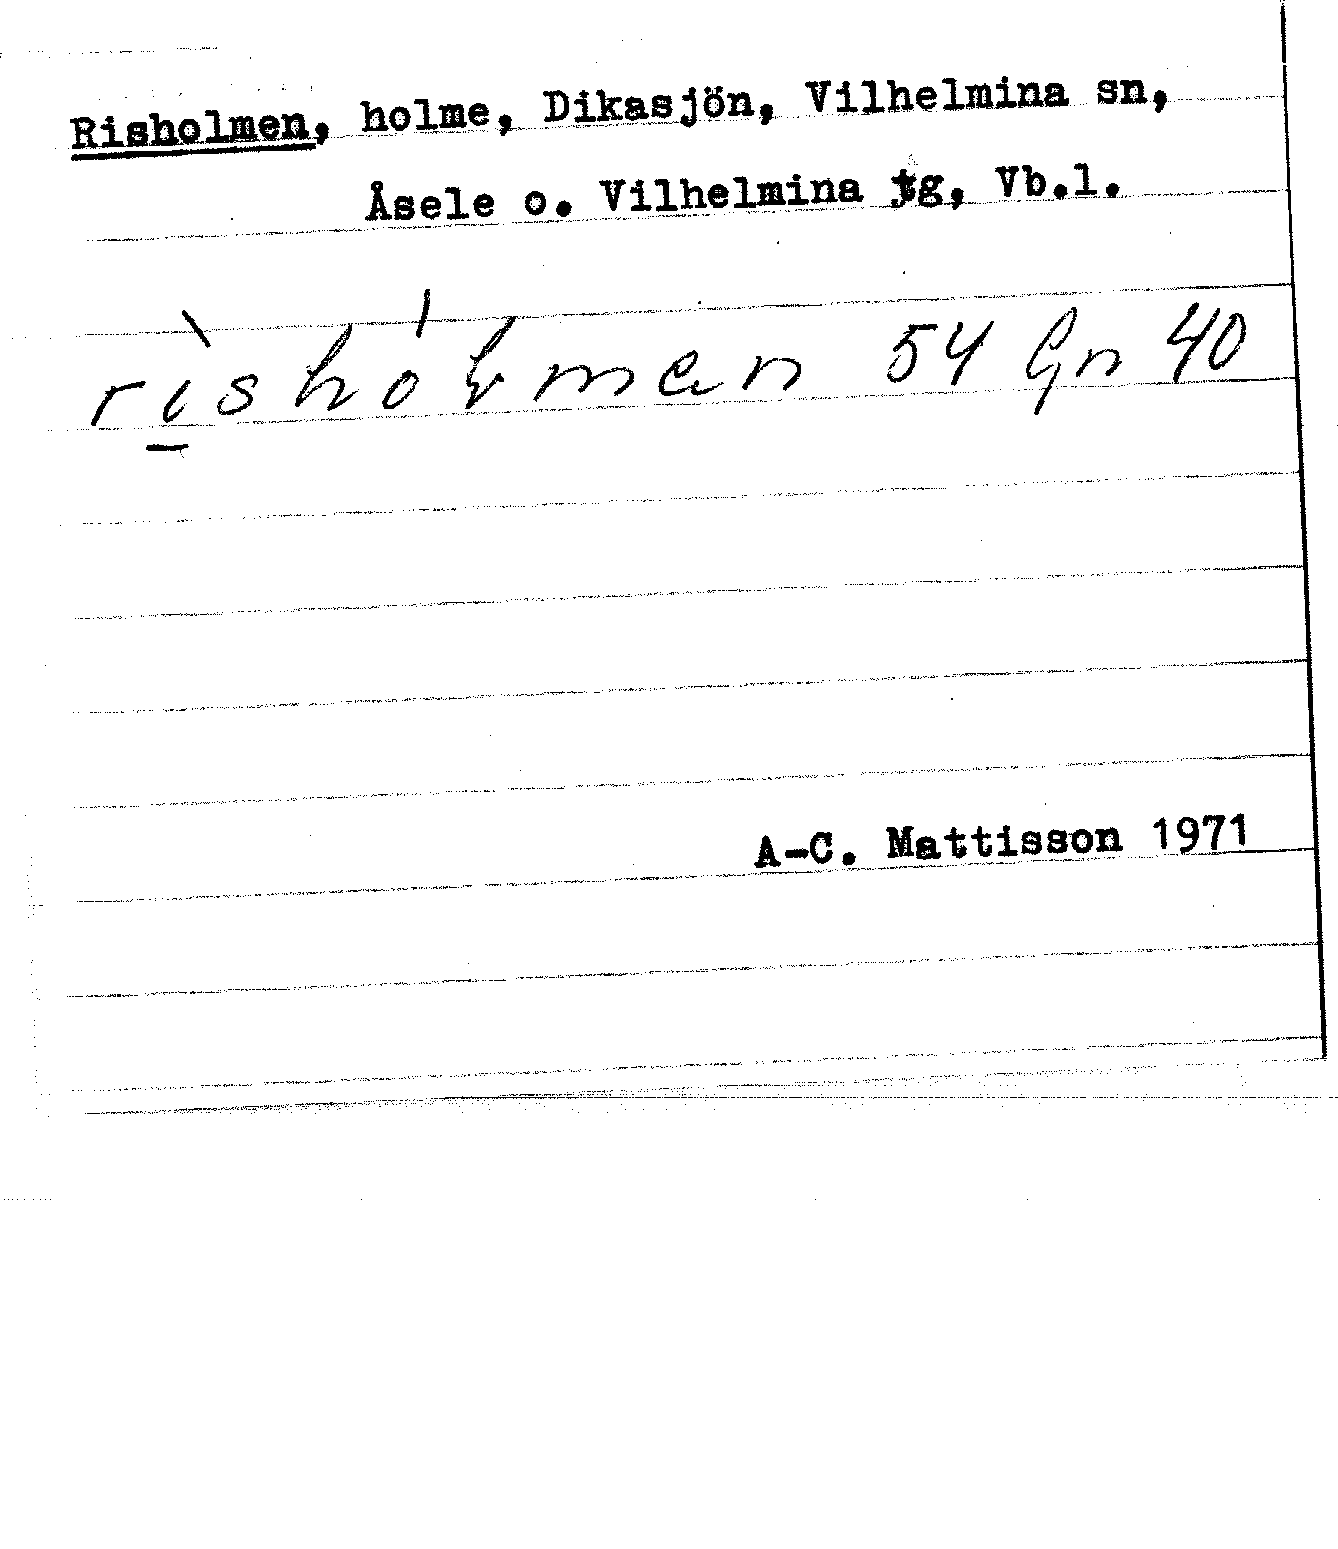 Risholmen, holme, Dikasjön, Vilhelmina sn,
Åsele o. Vilhelmina tg, Vb.l.
rìshólmen 54 Gn 40
A-C. Mattisson 1971